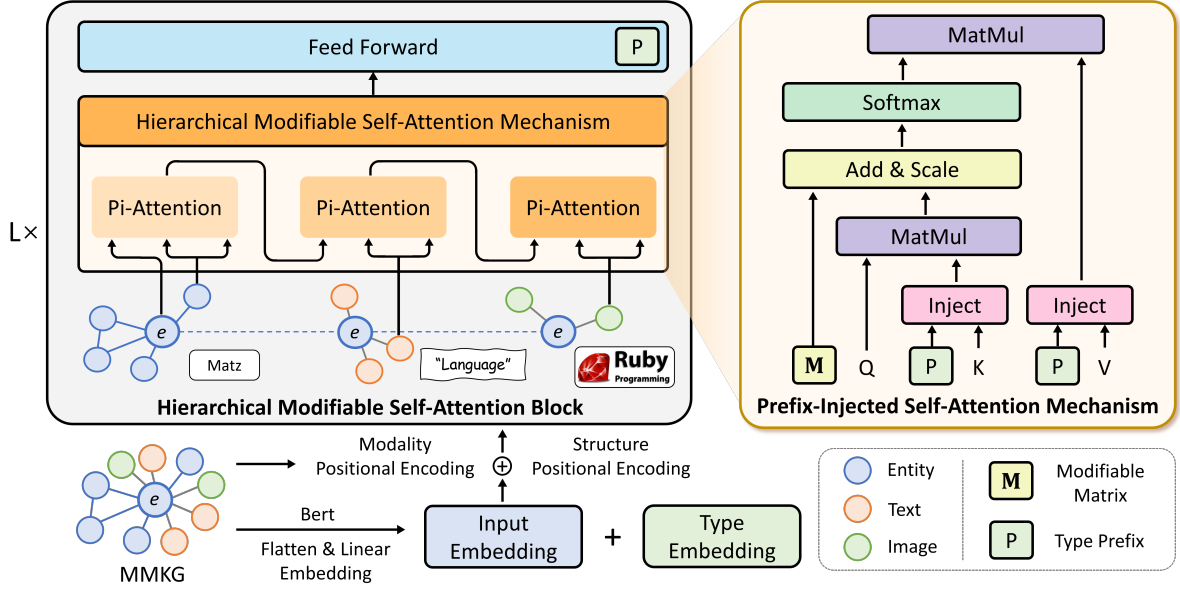 Feed Forward
P
Hierarchical Modifiable Self-Attention Mechanism
Pi-Attention
Pi-Attention
Pi-Attention
L×
e
e
e
Matz
“Language”
Ruby
Programming
Hierarchical Modifiable Self-Attention Block
MatMul
Softmax
Add & Scale
MatMul
Inject
Inject
M
Q
P
K
P
V
Prefix-Injected Self-Attention Mechanism
Modality
Positional Encoding
+
Structure
Positional Encoding
e
MMKG
Bert
Flatten & Linear
Embedding
Input
Embedding
+
Type
Embedding
Entity
Text
Image
M
Modifiable
Matrix
P
Type Prefix